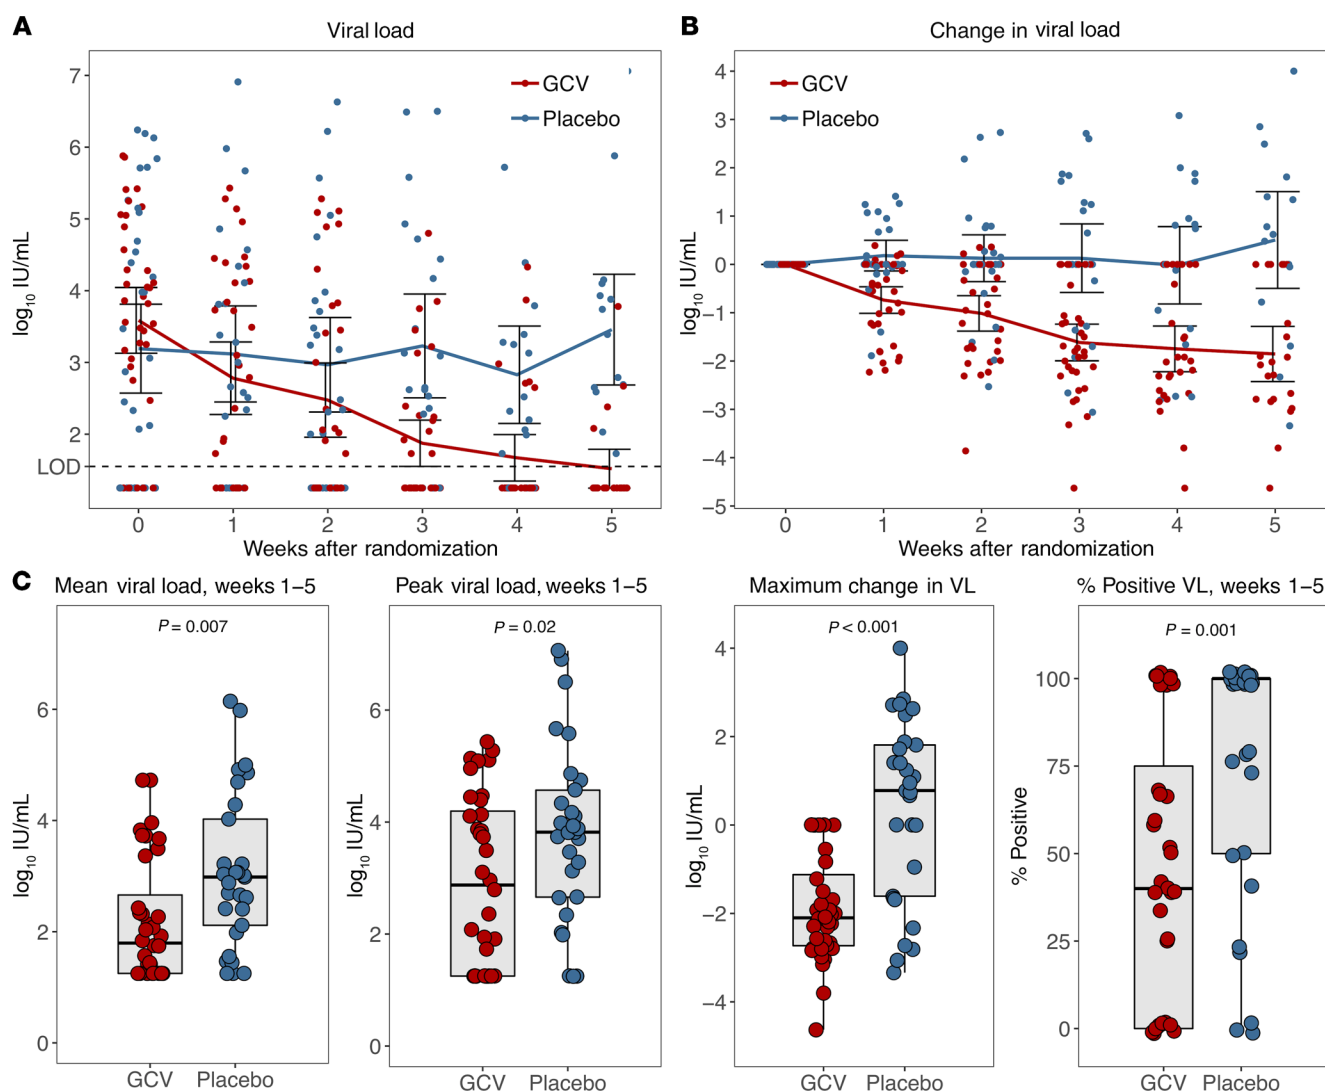 A
Viral load
7
6
5
4
3
2
LOD
log10 IU/mL
GCV
Placebo
0 1 2 3 4 5
Weeks after randomization
B
Change in viral load
4
3
2
1
0
−1
−2
−3
−4
−5
log10 IU/mL
GCV
Placebo
0 1 2 3 4 5
Weeks after randomization
C
Mean viral load, weeks 1–5
P = 0.007
6
4
2
0
log10 IU/mL
GCV Placebo
Peak viral load, weeks 1–5
P = 0.02
6
4
2
0
log10 IU/mL
GCV Placebo
Maximum change in VL
P < 0.001
4
2
0
−2
−4
log10 IU/mL
GCV Placebo
% Positive VL, weeks 1–5
P = 0.001
100
75
50
25
0
% Positive
GCV Placebo